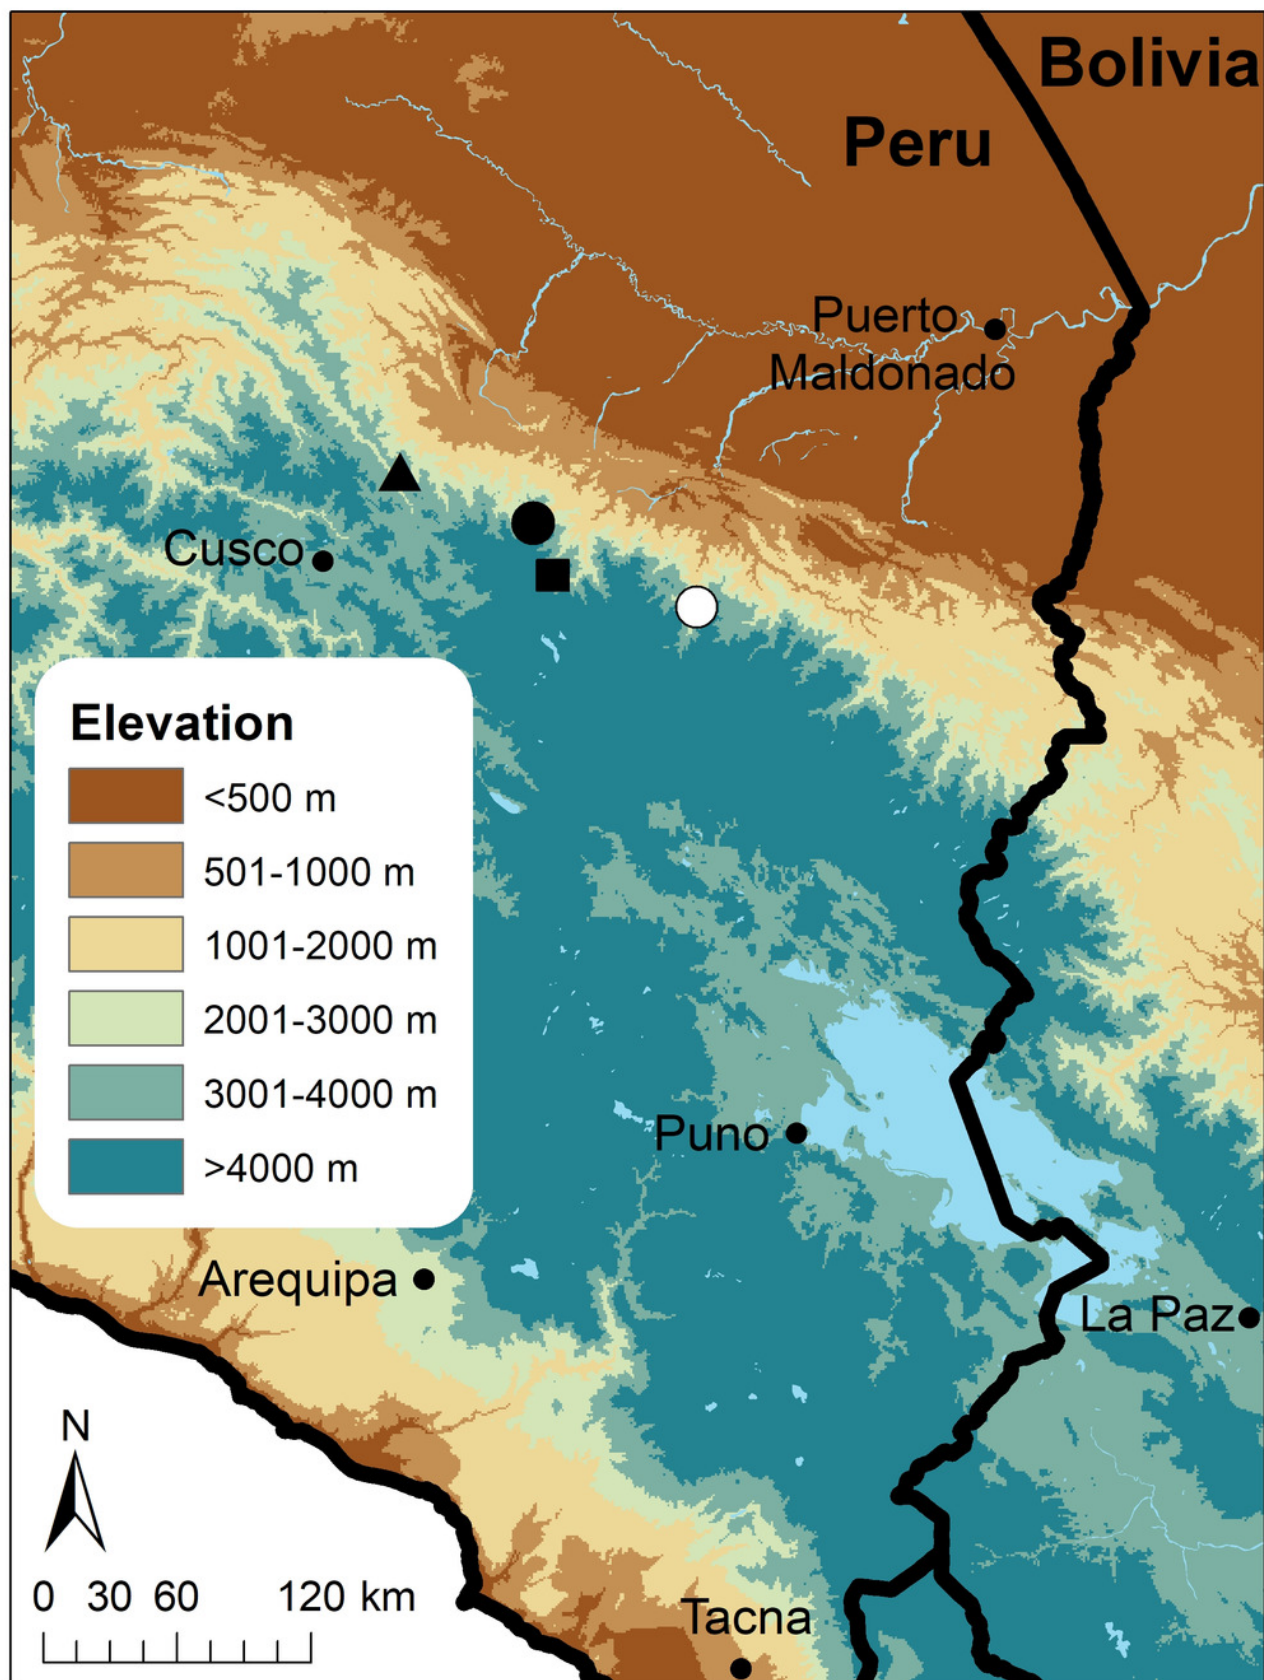 Bolivia
Peru
Puerto
Maldonado
Cusco
Elevation
<500 m
501-1000 m
1001-2000 m
2001-3000 m
3001-4000 m
>4000 m
Puno
Arequipa
La Paz
N
0 30 60 120 km
Tacna